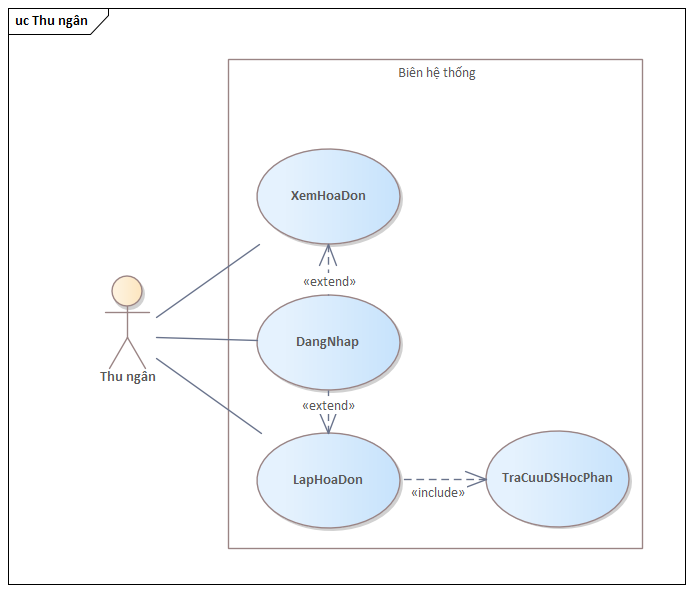 uc Thu ngân
Biên hệ thống
XemHoaDon
«extend»
DangNhap
Thu ngân
«extend»
LapHoaDon
TraCuuDSHocPhan
«include»